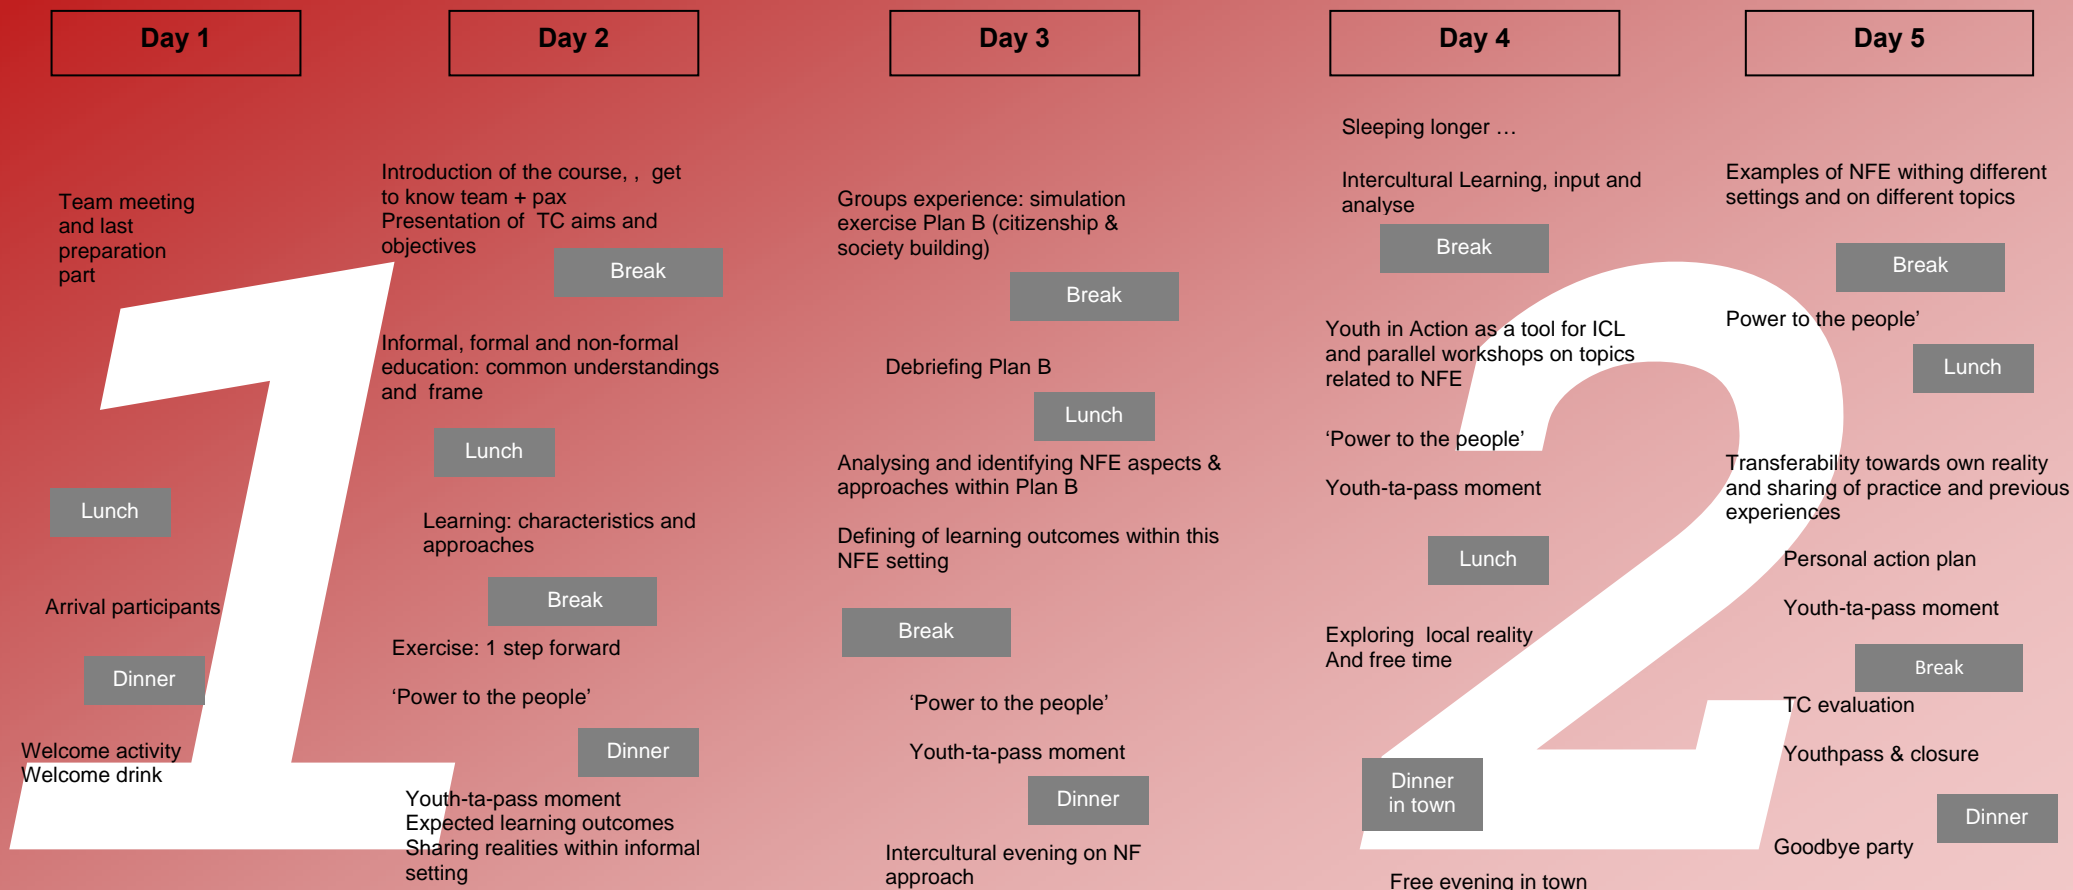 Day 1
Team meeting
and last
preparation
part
Lunch
Arrival participants
Dinner
Welcome activity
Welcome drink
1
Day 2
Introduction of the course, , get
to know team + pax
Presentation of TC aims and
objectives
Break
Informal, formal and non-formal
education: common understandings
and frame
Lunch
Learning: characteristics and
approaches
Break
Exercise: 1 step forward
‘Power to the people’
Dinner
Youth-ta-pass moment
Expected learning outcomes
Sharing realities within informal
setting
Day 3
Groups experience: simulation
exercise Plan B (citizenship &
society building)
Break
Debriefing Plan B
Lunch
Analysing and identifying NFE aspects &
approaches within Plan B
Defining of learning outcomes within this
NFE setting
Break
‘Power to the people’
Youth-ta-pass moment
Dinner
Intercultural evening on NF
approach
Day 4
Sleeping longer …
Intercultural Learning, input and
analyse
Break
Youth in Action as a tool for ICL
and parallel workshops on topics
related to NFE
‘Power to the people’
Youth-ta-pass moment
Lunch
Exploring local reality
And free time
Dinner
in town
Free evening in town
2
Day 5
Examples of NFE withing different
settings and on different topics
Break
Power to the people’
Lunch
Transferability towards own reality
and sharing of practice and previous
experiences
Personal action plan
Youth-ta-pass moment
Break
TC evaluation
Youthpass & closure
Dinner
Goodbye party